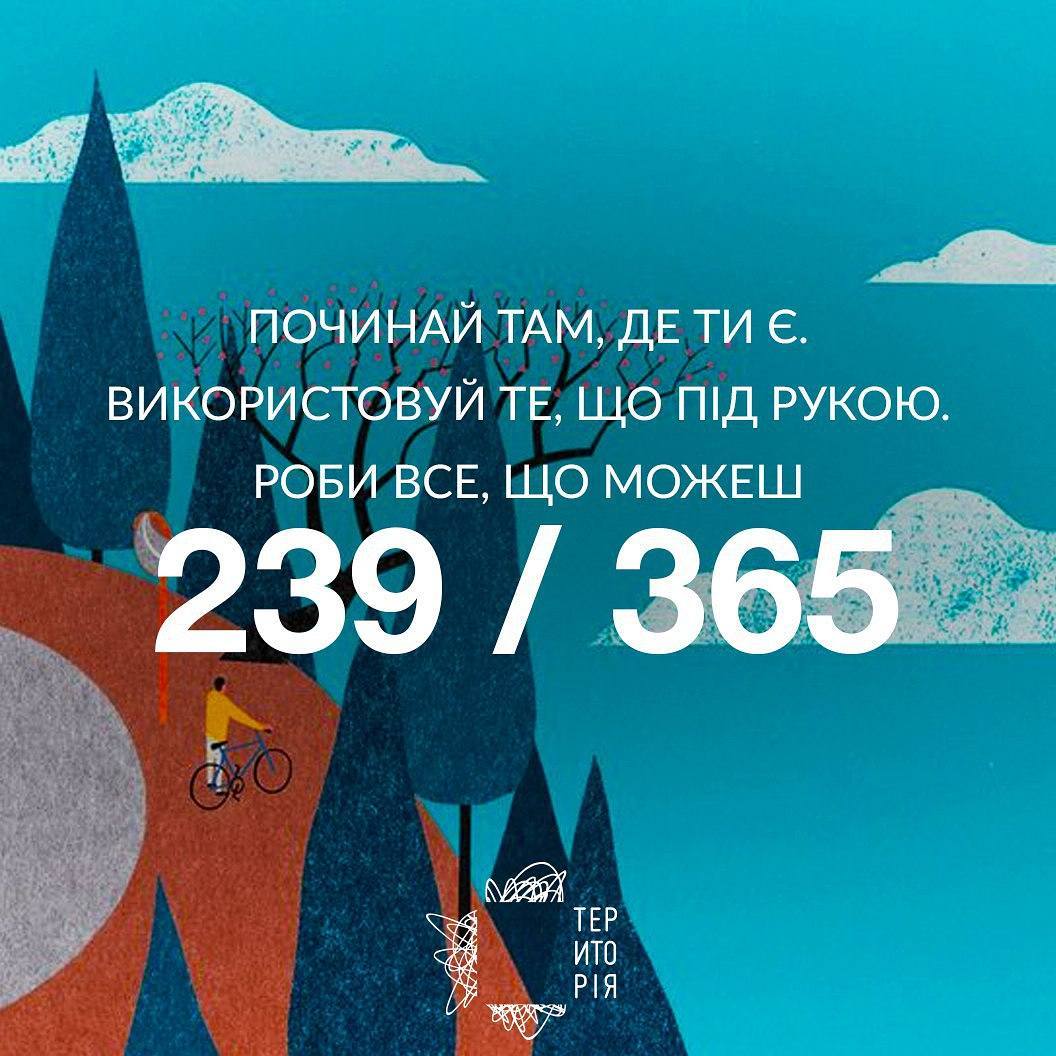 ПОЧИНАЙ ТАМ, ДЕ ТИ Є.
ВИКОРИСТОВУЙ ТЕ, ЩО ПІД РУКОЮ.
РОБИ ВСЕ, ЩО МОЖЕШ
239 / 365
ТЕР
ИТО
РІЯ